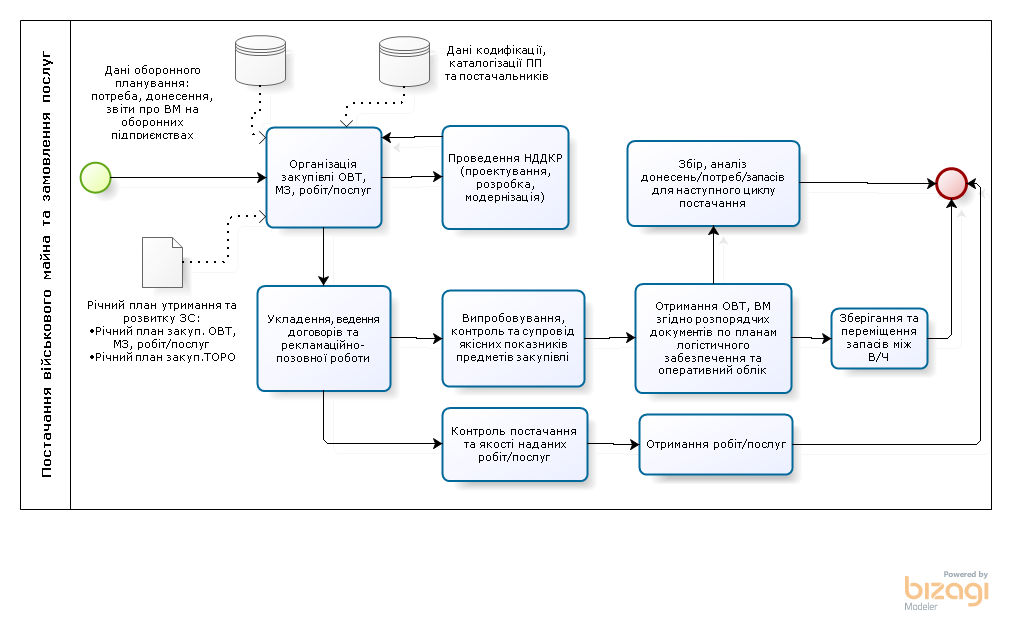 Постачання військового майна та замовлення послуг
Дані оборонного
планування:
потреба, донесення,
звіти про ВМ на
оборонних
підприємствах
Дані кодифікації,
каталогізації ПП
та постачальників
Організація
закупівлі ОВТ,
МЗ, робіт/послуг
Проведення НДДКР
(проектування,
розробка,
модернізація)
Збір, аналіз
донесень/потреб/запасів
для наступного циклу
постачання
Річний план утримання та
розвитку ЗС:
•Річний план закуп. ОВТ,
МЗ, робіт/послуг
•Річний план закуп.ТОРО
Укладення, ведення
договорів та
рекламаційно-
позовної роботи
Випробовування,
контроль та супровід
якісних показників
предметів закупівлі
Отримання ОВТ, ВМ
згідно розпорядчих
документів по планам
логістичного
забезпечення та
оперативний облік
Зберігання та
переміщення
запасів між
В/Ч
Контроль постачання
та якості наданих
робіт/послуг
Отримання робіт/послуг
Powered by
bizagi
Modeler